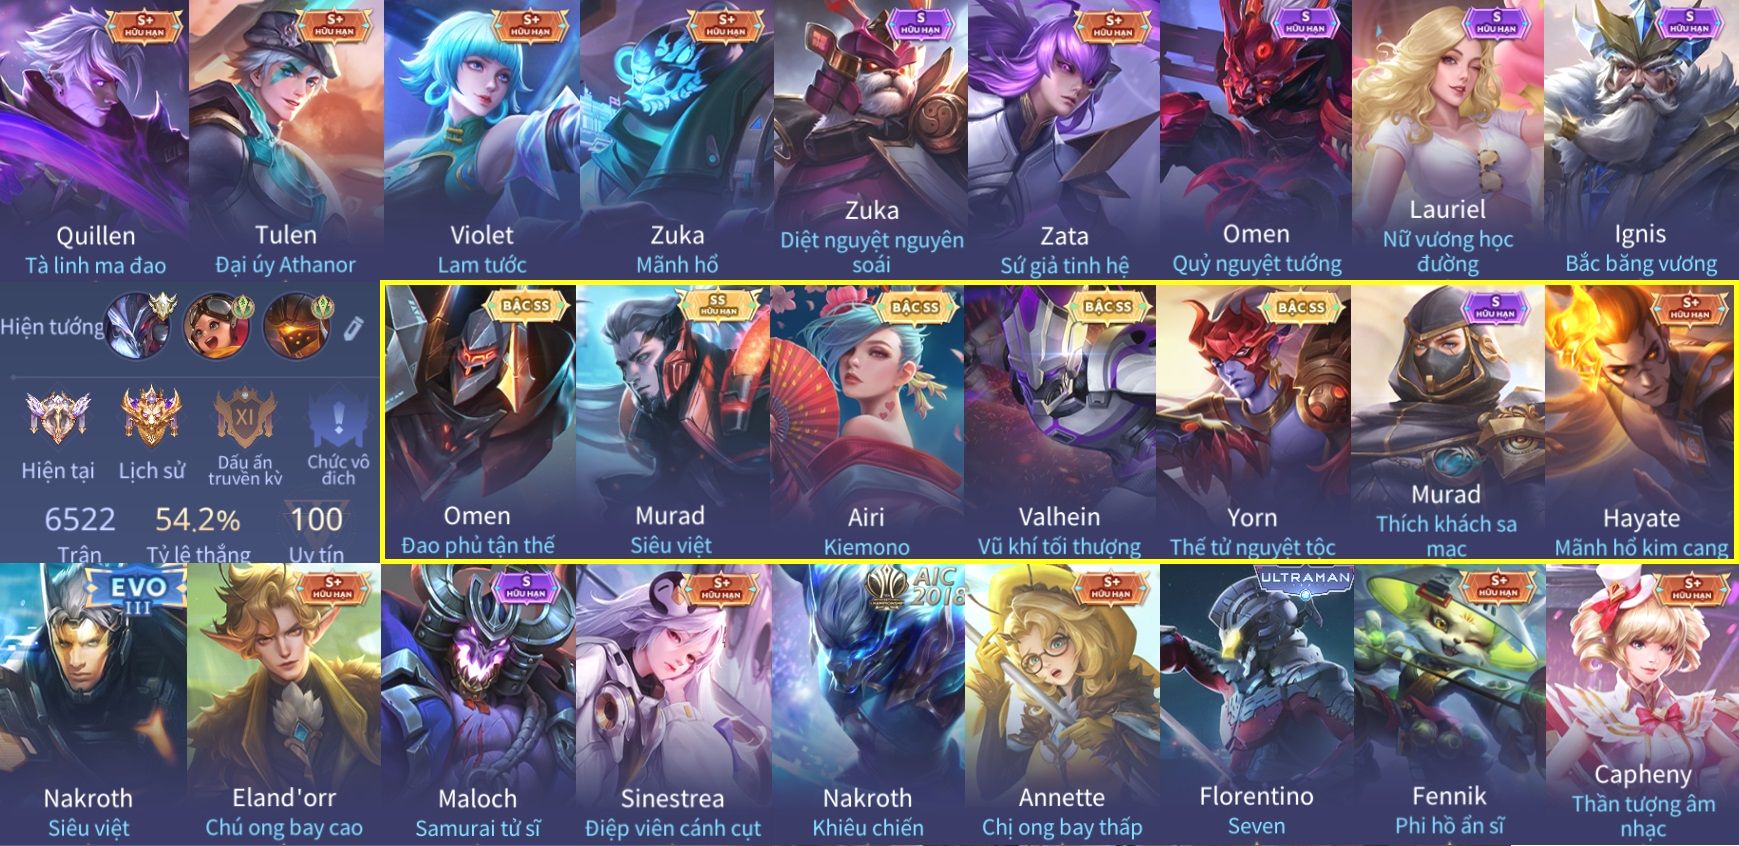 S+
HỮU HẠN
S+
HỮU HẠN
S+
HỮU HẠN
S+
HỮU HẠN
S
HỮU HẠN
S+
HỮU HẠN
S
HỮU HẠN
S
HỮU HẠN
S
HỮU HẠN
Quillen
Tà linh ma đao
Tulen
Đại úy Athanor
Violet
Lam tước
Zuka
Mãnh hổ
Zuka
Diệt nguyệt nguyên
soái
Zata
Sứ giả tinh hệ
Omen
Quỷ nguyệt tướng
Lauriel
Nữ vương học
đường
Ignis
Bắc băng vương
Hiện tướng
XI
Hiện tại
Lịch sử
Dấu ấn
truyền kỳ
Chức vô
địch
6522
Trận
54.2%
Tỷ lệ thắng
100
Uy tín
BẬC SS
Omen
Đao phủ tận thế
SS
HỮU HẠN
Murad
Siêu việt
BẬC SS
Airi
Kiemono
BẬC SS
Valhein
Vũ khí tối thượng
BẬC SS
Yorn
Thế tử nguyệt tộc
S
HỮU HẠN
Murad
Thích khách sa
mạc
S+
HỮU HẠN
Hayate
Mãnh hổ kim cang
EVO
III
Nakroth
Siêu việt
S+
HỮU HẠN
Eland'orr
Chú ong bay cao
S
HỮU HẠN
Maloch
Samurai tử sĩ
S+
HỮU HẠN
Sinestrea
Điệp viên cánh cụt
AIC
2018
Nakroth
Khiêu chiến
S+
HỮU HẠN
Annette
Chị ong bay thấp
ULTRAMAN
Florentino
Seven
S+
HỮU HẠN
Fennik
Phi hồ ẩn sĩ
S+
HỮU HẠN
Capheny
Thần tượng âm
nhạc